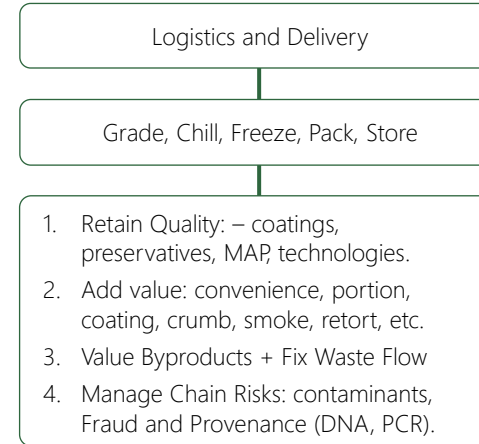 Logistics and Delivery
Grade, Chill, Freeze, Pack, Store
1. Retain Quality: – coatings,
preservatives, MAP, technologies.
2. Add value: convenience, portion,
coating, crumb, smoke, retort, etc.
3. Value Byproducts + Fix Waste Flow
4. Manage Chain Risks: contaminants,
Fraud and Provenance (DNA, PCR).